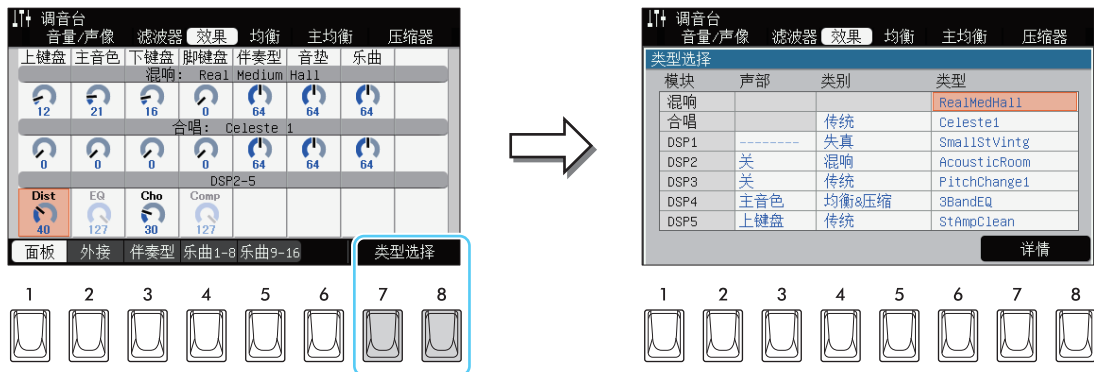 调音台
音量/声像 滤波器 效果 均衡 主均衡 压缩器
上键盘 主音色 下键盘 脚键盘 伴奏型 音垫 乐曲
混响: Real Medium Hall
12 21 16 0 64 64 64
合唱: Celeste 1
0 0 0 0 64 64 64
DSP2-5
Dist EQ Cho Comp
40 127 30 127
面板 外接 伴奏型 乐曲1-8 乐曲9-16 类型选择
1 2 3 4 5 6 7 8
调音台
音量/声像 滤波器 效果 均衡 主均衡 压缩器
类型选择
模块 声部 类别 类型
混响 RealMedHall
合唱 传统 Celeste1
DSP1 -------- 失真 SmallStVintg
DSP2 关 混响 AcousticRoom
DSP3 关 传统 PitchChange1
DSP4 主音色 均衡&压缩 3BandEQ
DSP5 上键盘 传统 StAmpClean
详情
1 2 3 4 5 6 7 8